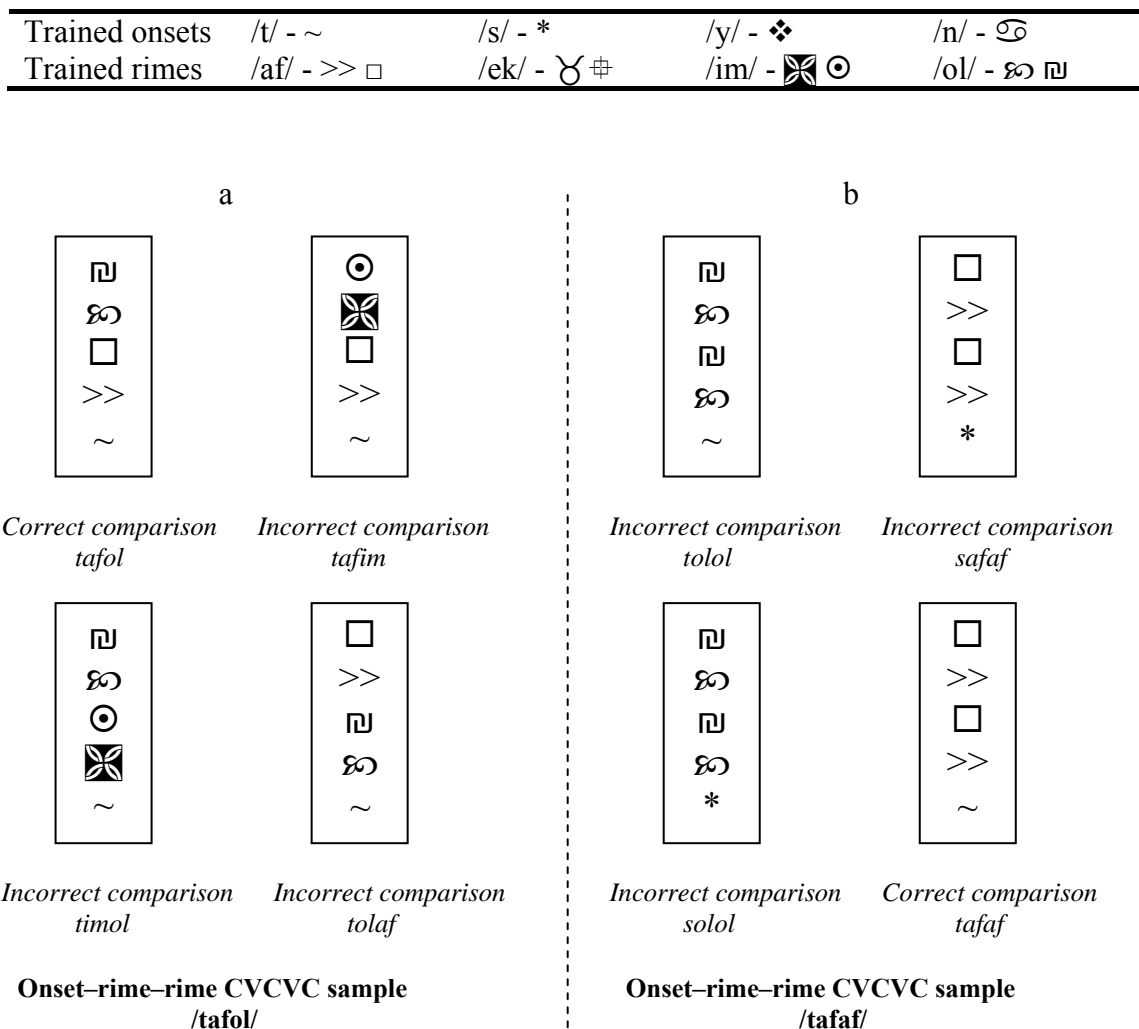 Trained onsets /t/ - ~ /s/ - * /y/ - ❖ /n/ - ♋
Trained rimes /af/ - >> □ /ek/ - ♉ ⌖ /im/ - ⊙ /ol/ - ₪
a
₪
□
>>
~
Correct comparison
tafol
⊙
□
>>
~
Incorrect comparison
tafim
₪
⊙
~
Incorrect comparison
timol
□
>>
₪
~
Incorrect comparison
tolaf
Onset–rime–rime CVCVC sample
/tafol/
b
₪
₪
~
Incorrect comparison
tolol
□
>>
□
>>
*
Incorrect comparison
safaf
₪
₪
*
Incorrect comparison
solol
□
>>
□
>>
~
Correct comparison
tafaf
Onset–rime–rime CVCVC sample
/tafaf/